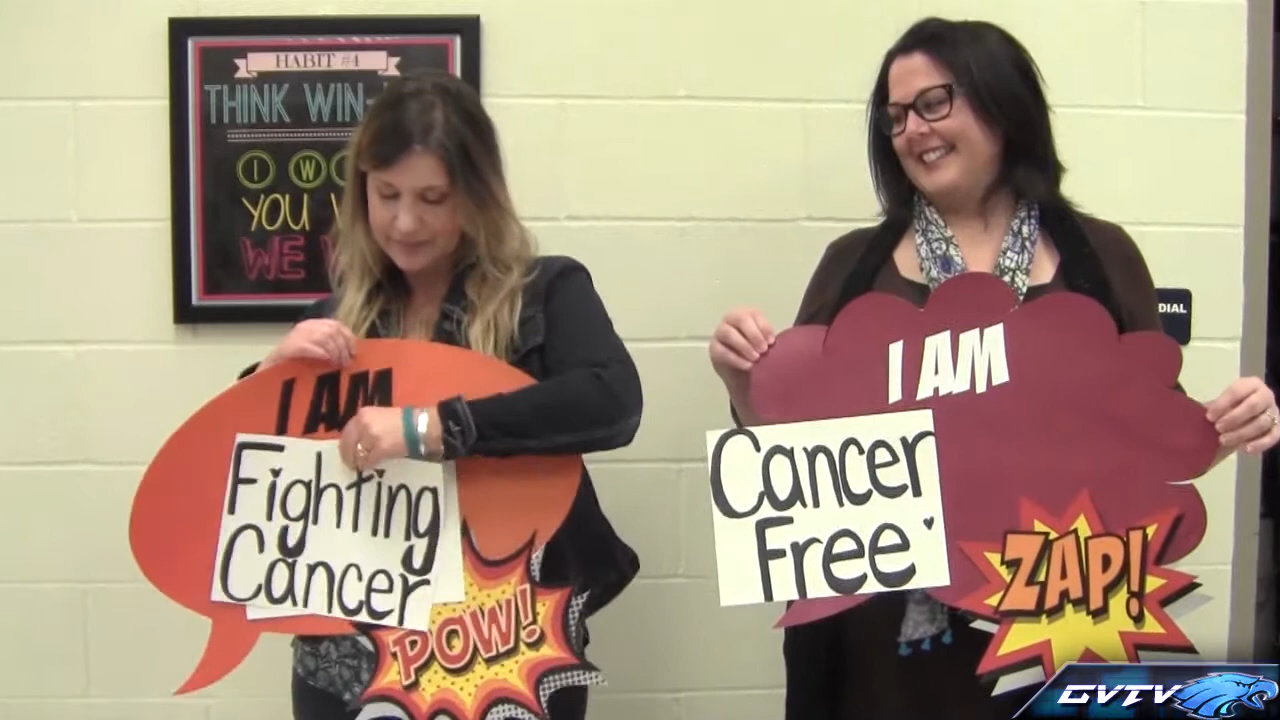 HABIT #4
THINK WIN-
I W
YOU
WE
I AM
Fighting
Cancer
POW!
I AM
Cancer
Free
ZAP!
DIAL
GVTV